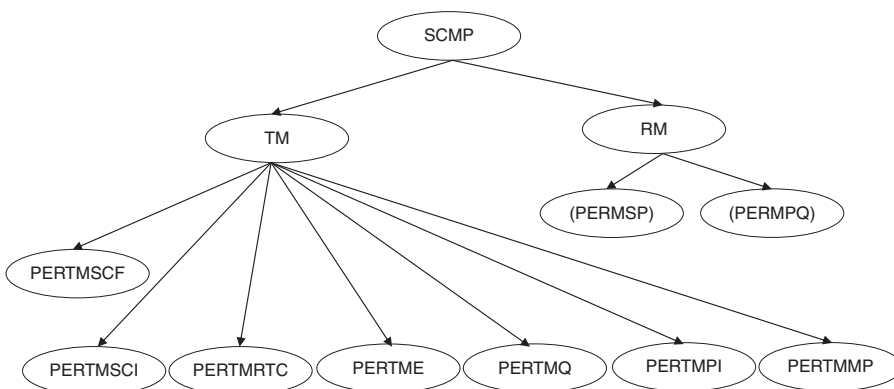 SCMP
TM
RM
(PERMSP)
(PERMPQ)
PERTMSCF
PERTMSCI
PERTMRTC
PERTME
PERTMQ
PERTMPI
PERTMMP